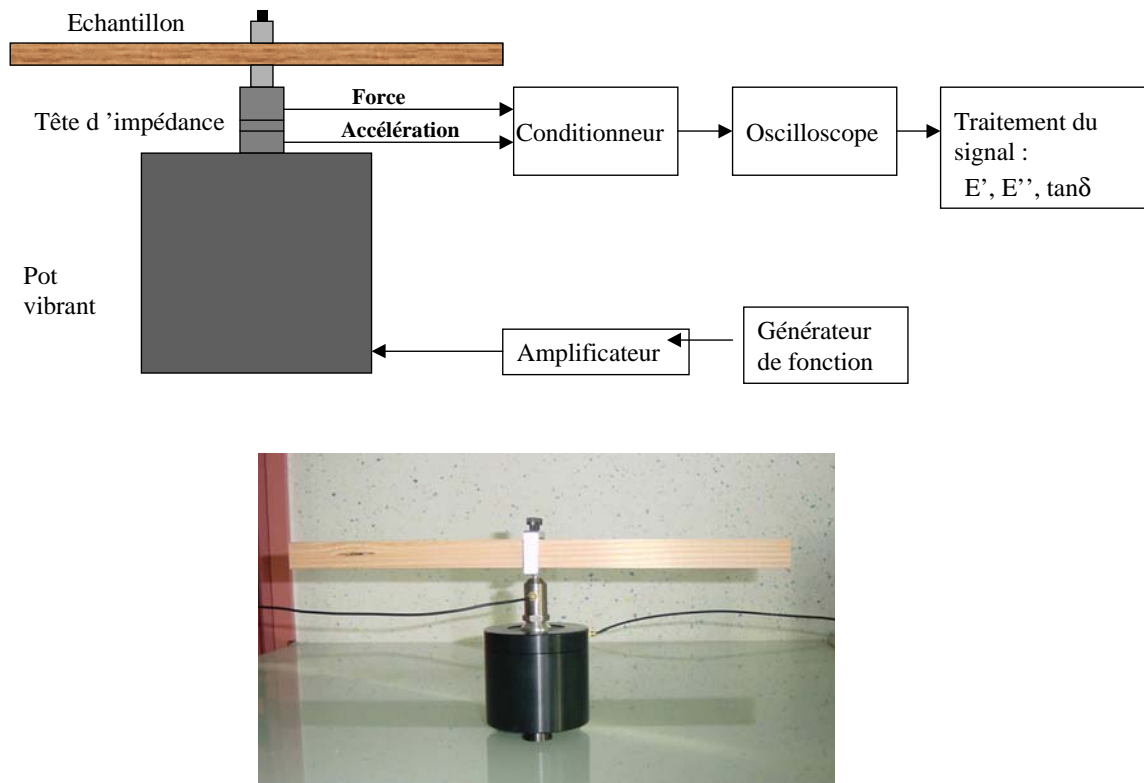 Echantillon
Tête d ’impédance
Force
Accélération
Conditionneur
Oscilloscope
Traitement du
signal :
E’, E’’, tanδ
Pot
vibrant
Amplificateur
Générateur
de fonction